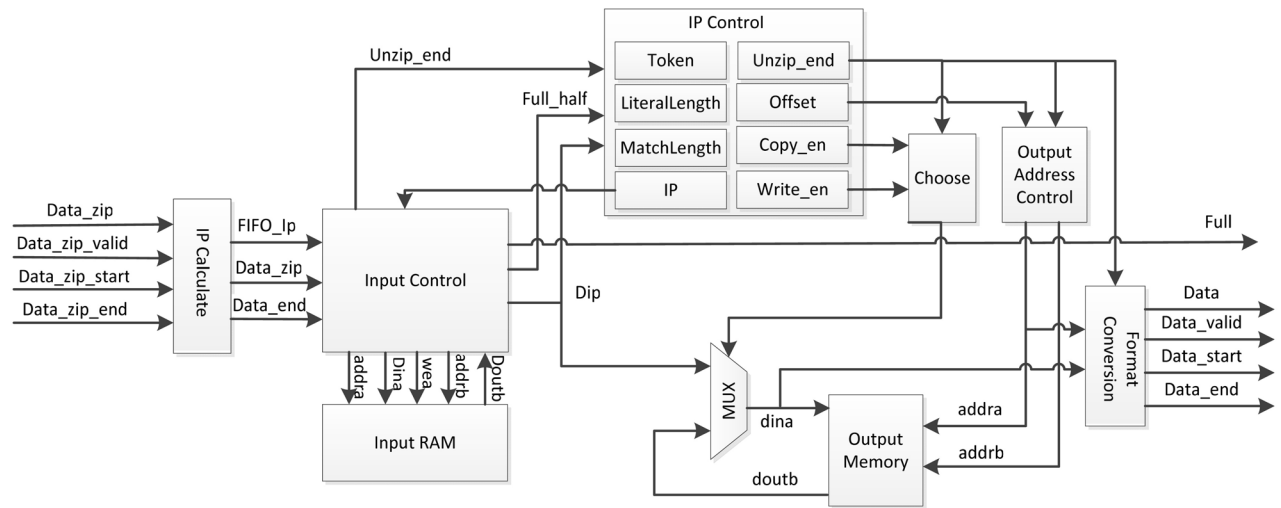 IP Control
Unzip_end
Token
Unzip_end
Full_half
LiteralLength
Offset
MatchLength
Copy_en
IP
Write_en
Choose
Output
Address
Control
Data_zip
Data_zip_valid
Data_zip_start
Data_zip_end
IP Calculate
FIFO_Ip
Data_zip
Data_end
Input Control
Dip
Full
addra
Dina
wea
addrb
Doutb
Input RAM
MUX
dina
doutb
Output
Memory
addra
addrb
Format
Conversion
Data
Data_valid
Data_start
Data_end